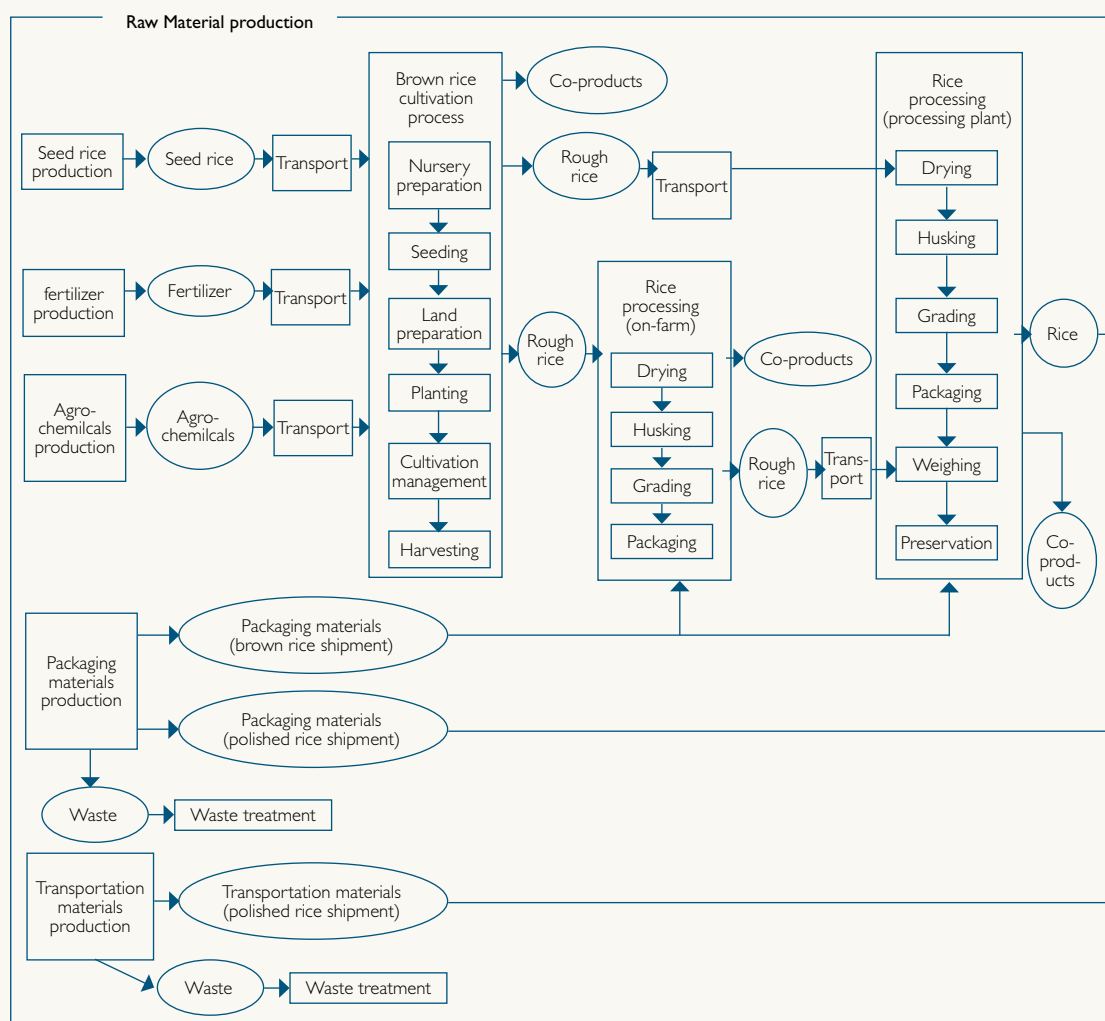 Raw Material production
Seed rice
production
Seed rice
Transport
fertilizer
production
Fertilizer
Transport
Agro-
chemilcals
production
Agro-
chemilcals
Transport
Brown rice
cultivation
process
Nursery
preparation
Seeding
Land
preparation
Planting
Cultivation
management
Harvesting
Co-products
Rough
rice
Transport
Rough
rice
Rice
processing
(on-farm)
Drying
Husking
Grading
Packaging
Co-products
Rough
rice
Trans-
port
Rice
processing
(processing plant)
Drying
Husking
Grading
Packaging
Weighing
Preservation
Rice
Co-
prod-
ucts
Packaging
materials
production
Packaging materials
(brown rice shipment)
Packaging materials
(polished rice shipment)
Waste
Waste treatment
Transportation
materials
production
Transportation materials
(polished rice shipment)
Waste
Waste treatment